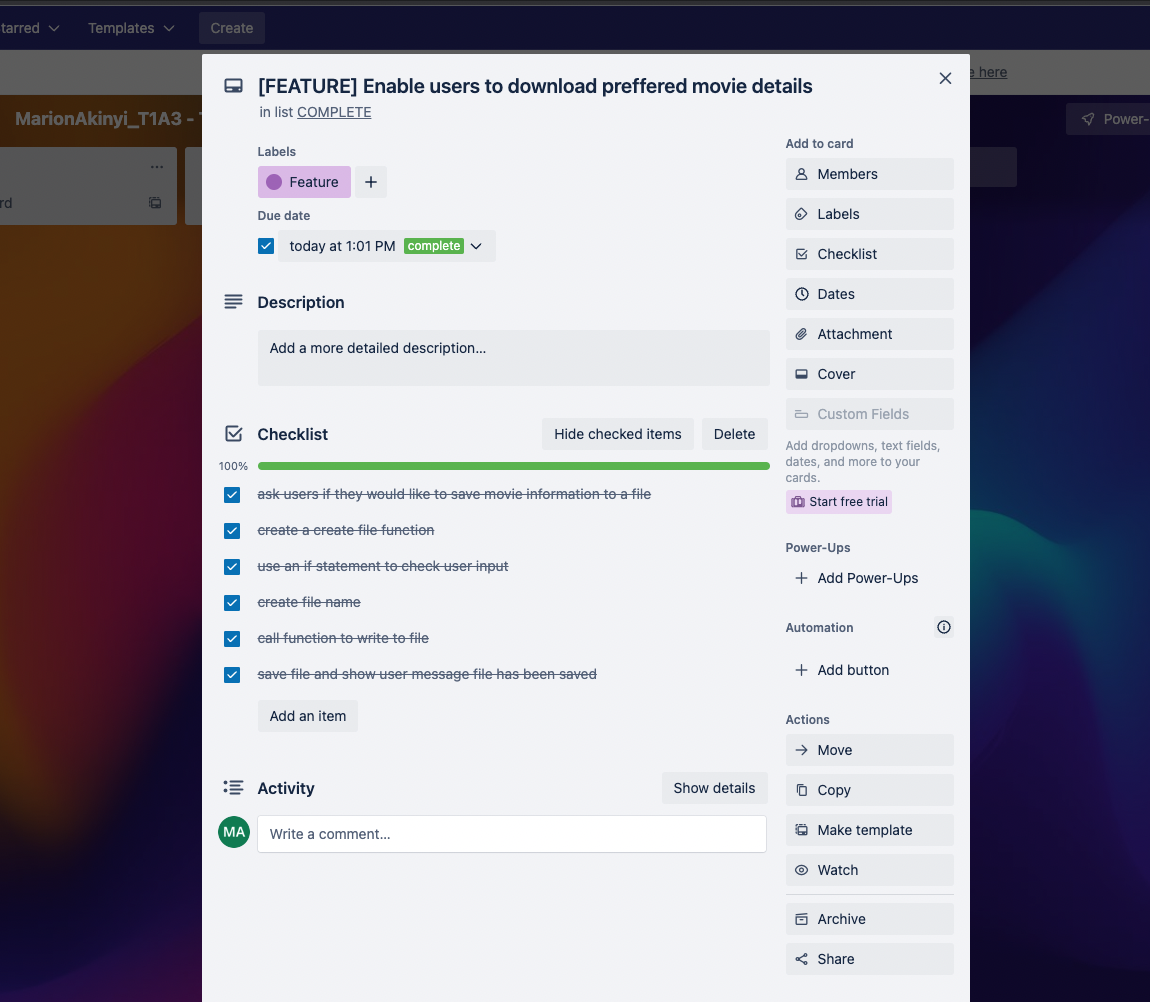 tarred
Templates
Create
e here
MarionAkinyi_T1A3 -
Power-
rd
[FEATURE] Enable users to download preffered movie details
in list COMPLETE
Labels
Feature
Due date
today at 1:01 PM complete
Description
Add a more detailed description...
Checklist
Hide checked items
Delete
100%
ask users if they would like to save movie information to a file
create a create file function
use an if statement to check user input
create file name
call function to write to file
save file and show user message file has been saved
Add an item
Activity
Show details
MA
Write a comment...
Add to card
Members
Labels
Checklist
Dates
Attachment
Cover
Custom Fields
Add dropdowns, text fields,
dates, and more to your
cards.
Start free trial
Power-Ups
Add Power-Ups
Automation
Add button
Actions
Move
Copy
Make template
Watch
Archive
Share